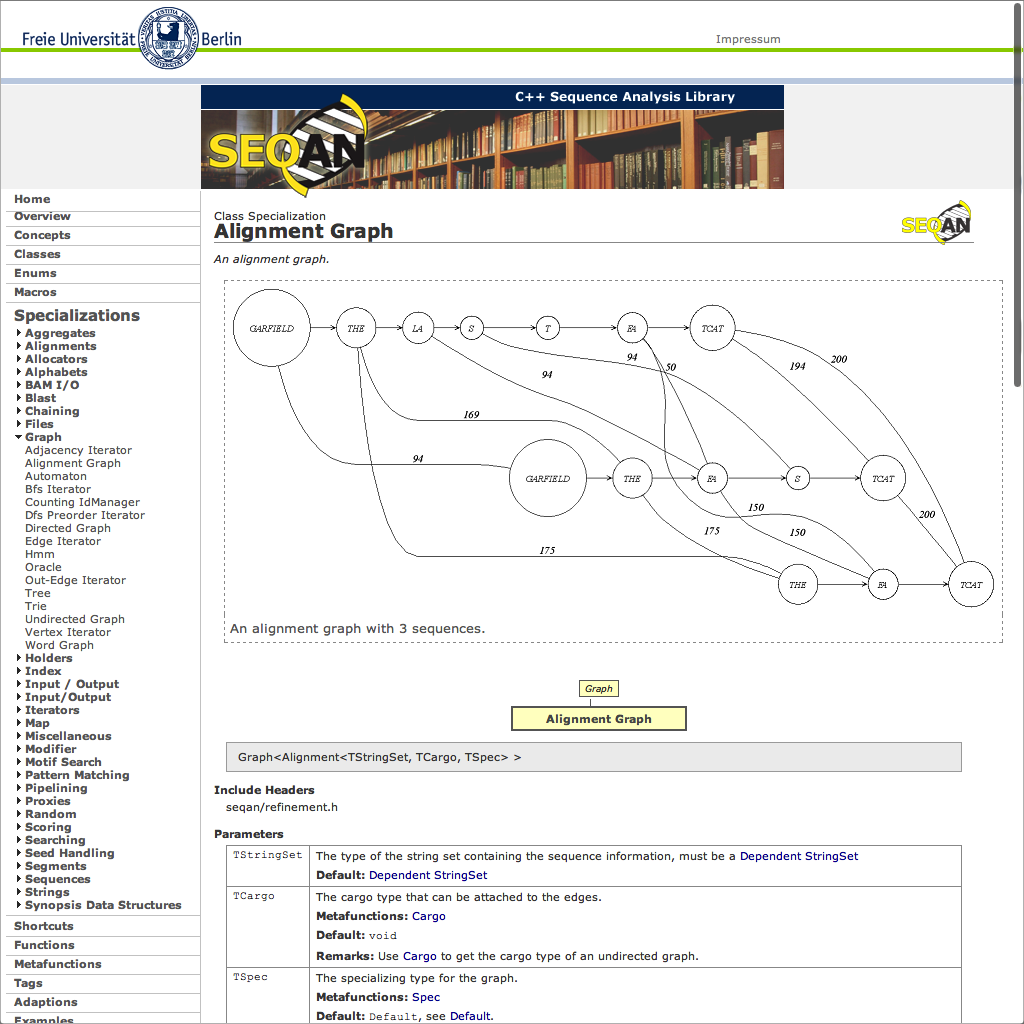 Freie Universität Berlin
Impressum
C++ Sequence Analysis Library
SEQAN
Home
Overview
Concepts
Classes
Enums
Macros
Specializations
Aggregates
Alignments
Allocators
Alphabets
BAM I/O
Blast
Chaining
Files
Graph
Adjacency Iterator
Alignment Graph
Automaton
Bfs Iterator
Counting IdManager
Dfs Preorder Iterator
Directed Graph
Edge Iterator
Hmm
Oracle
Out-Edge Iterator
Tree
Trie
Undirected Graph
Vertex Iterator
Word Graph
Holders
Index
Input / Output
Input/Output
Iterators
Map
Miscellaneous
Modifier
Motif Search
Pattern Matching
Pipelining
Proxies
Random
Scoring
Searching
Seed Handling
Segments
Sequences
Strings
Synopsis Data Structures
Shortcuts
Functions
Metafunctions
Tags
Adaptions
Examples
Class Specialization
Alignment Graph
SEQAN
An alignment graph.
GARFIELD THE LA S T FA TCAT
94 50 194 200
94
169
94
GARFIELD THE FA S TCAT
150 200
175 150
175
THE FA TCAT
An alignment graph with 3 sequences.
Graph
Alignment Graph
Graph<Alignment<TStringSet, TCargo, TSpec> >
Include Headers
seqan/refinement.h
Parameters
TStringSet The type of the string set containing the sequence information, must be a Dependent StringSet
Default: Dependent StringSet
TCargo The cargo type that can be attached to the edges.
Metafunctions: Cargo
Default: void
Remarks: Use Cargo to get the cargo type of an undirected graph.
TSpec The specializing type for the graph.
Metafunctions: Spec
Default: Default, see Default.